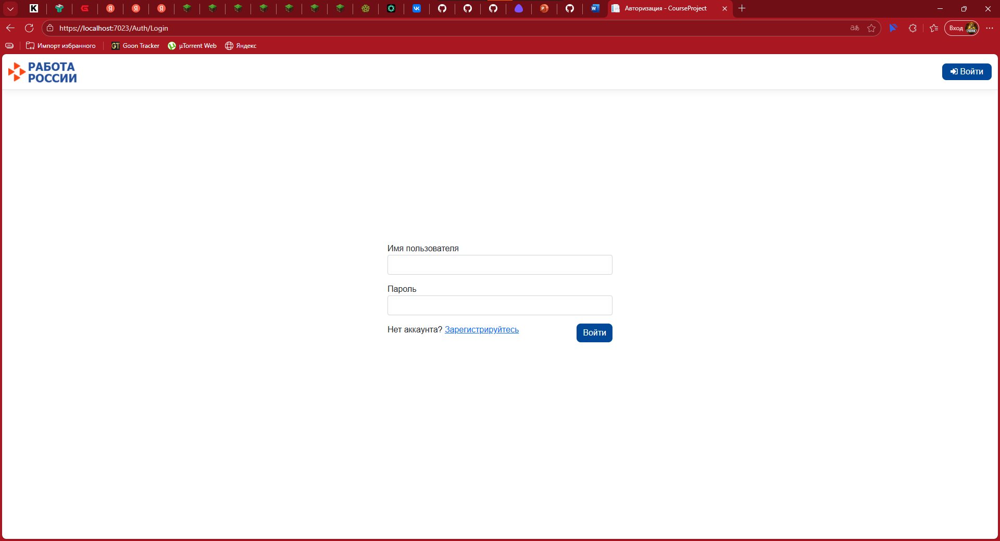 Авторизация - CourseProject
https://localhost:7023/Auth/Login
Вход
Импорт избранного
GT Goon Tracker
µTorrent Web
Яндекс
РАБОТА
РОССИИ
Войти
Имя пользователя
Пароль
Нет аккаунта? Зарегистрируйтесь
Войти